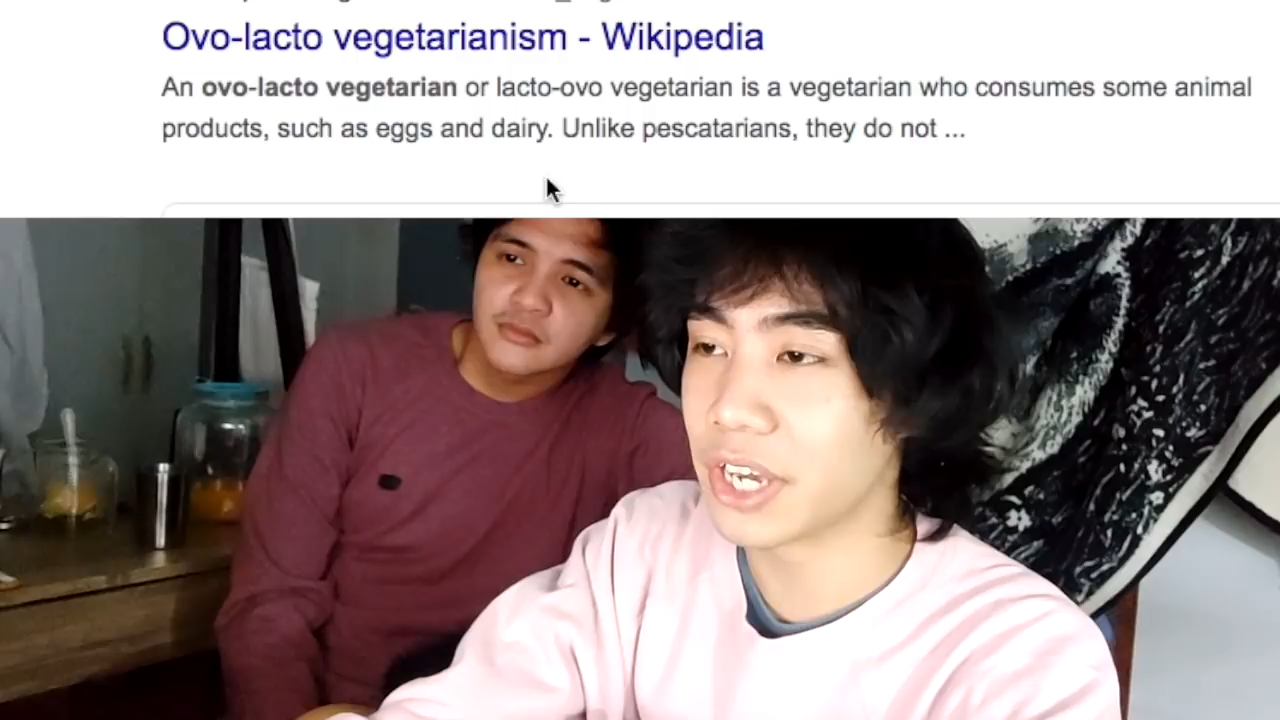 Ovo-lacto vegetarianism - Wikipedia
An ovo-lacto vegetarian or lacto-ovo vegetarian is a vegetarian who consumes some animal
products, such as eggs and dairy. Unlike pescatarians, they do not ...